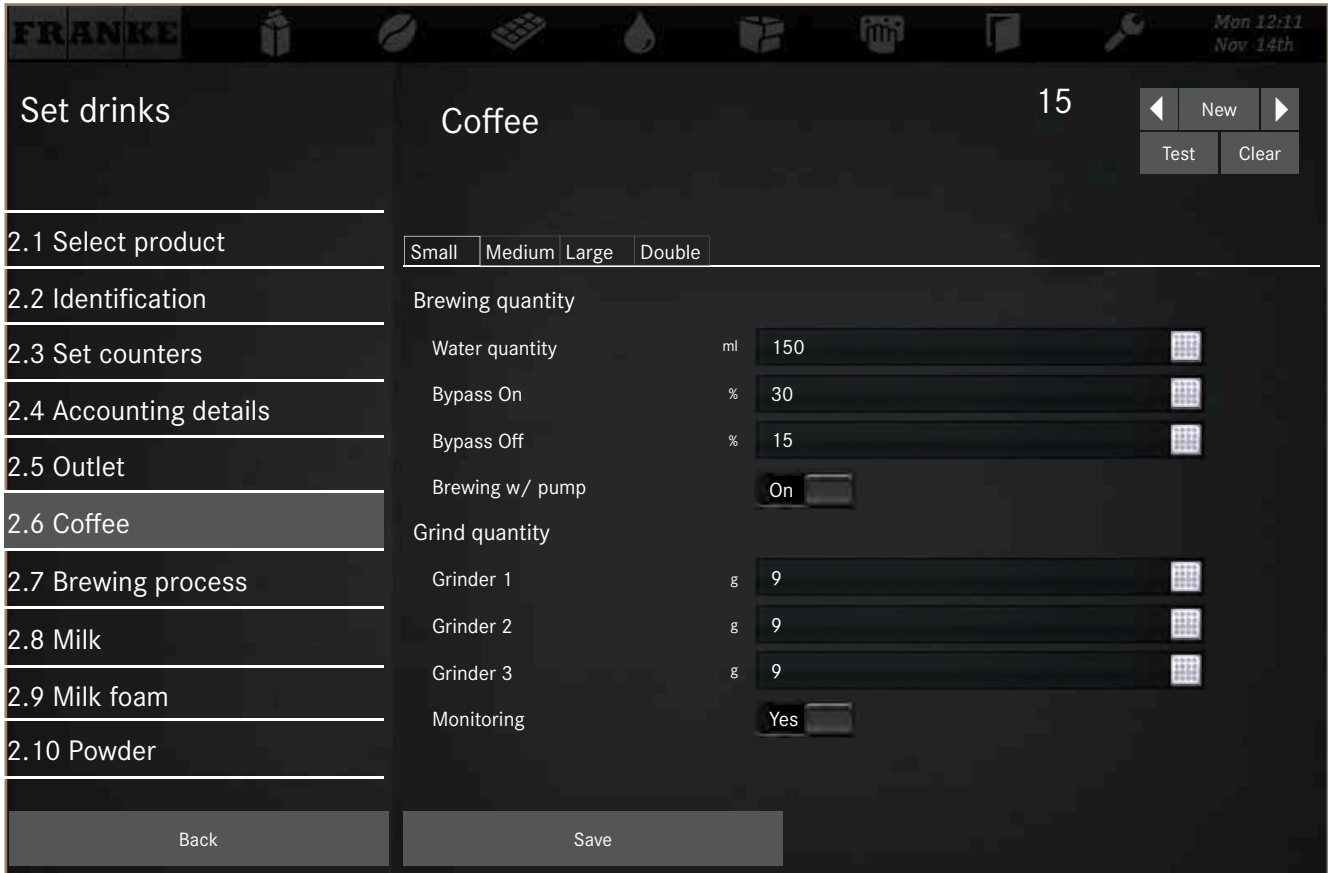 FRANKE
Mon 12:11
Nov 14th
Set drinks
Coffee
15
New
Test Clear
2.1 Select product
2.2 Identification
2.3 Set counters
2.4 Accounting details
2.5 Outlet
2.6 Coffee
2.7 Brewing process
2.8 Milk
2.9 Milk foam
2.10 Powder
Small Medium Large Double
Brewing quantity
Water quantity ml 150
Bypass On % 30
Bypass Off % 15
Brewing w/ pump On
Grind quantity
Grinder 1 g 9
Grinder 2 g 9
Grinder 3 g 9
Monitoring Yes
Back
Save